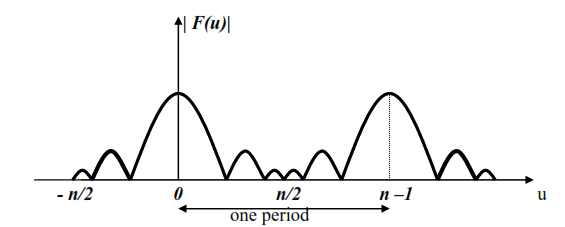 | F(u)|
- n/2 0 n/2 n –1 u
one period